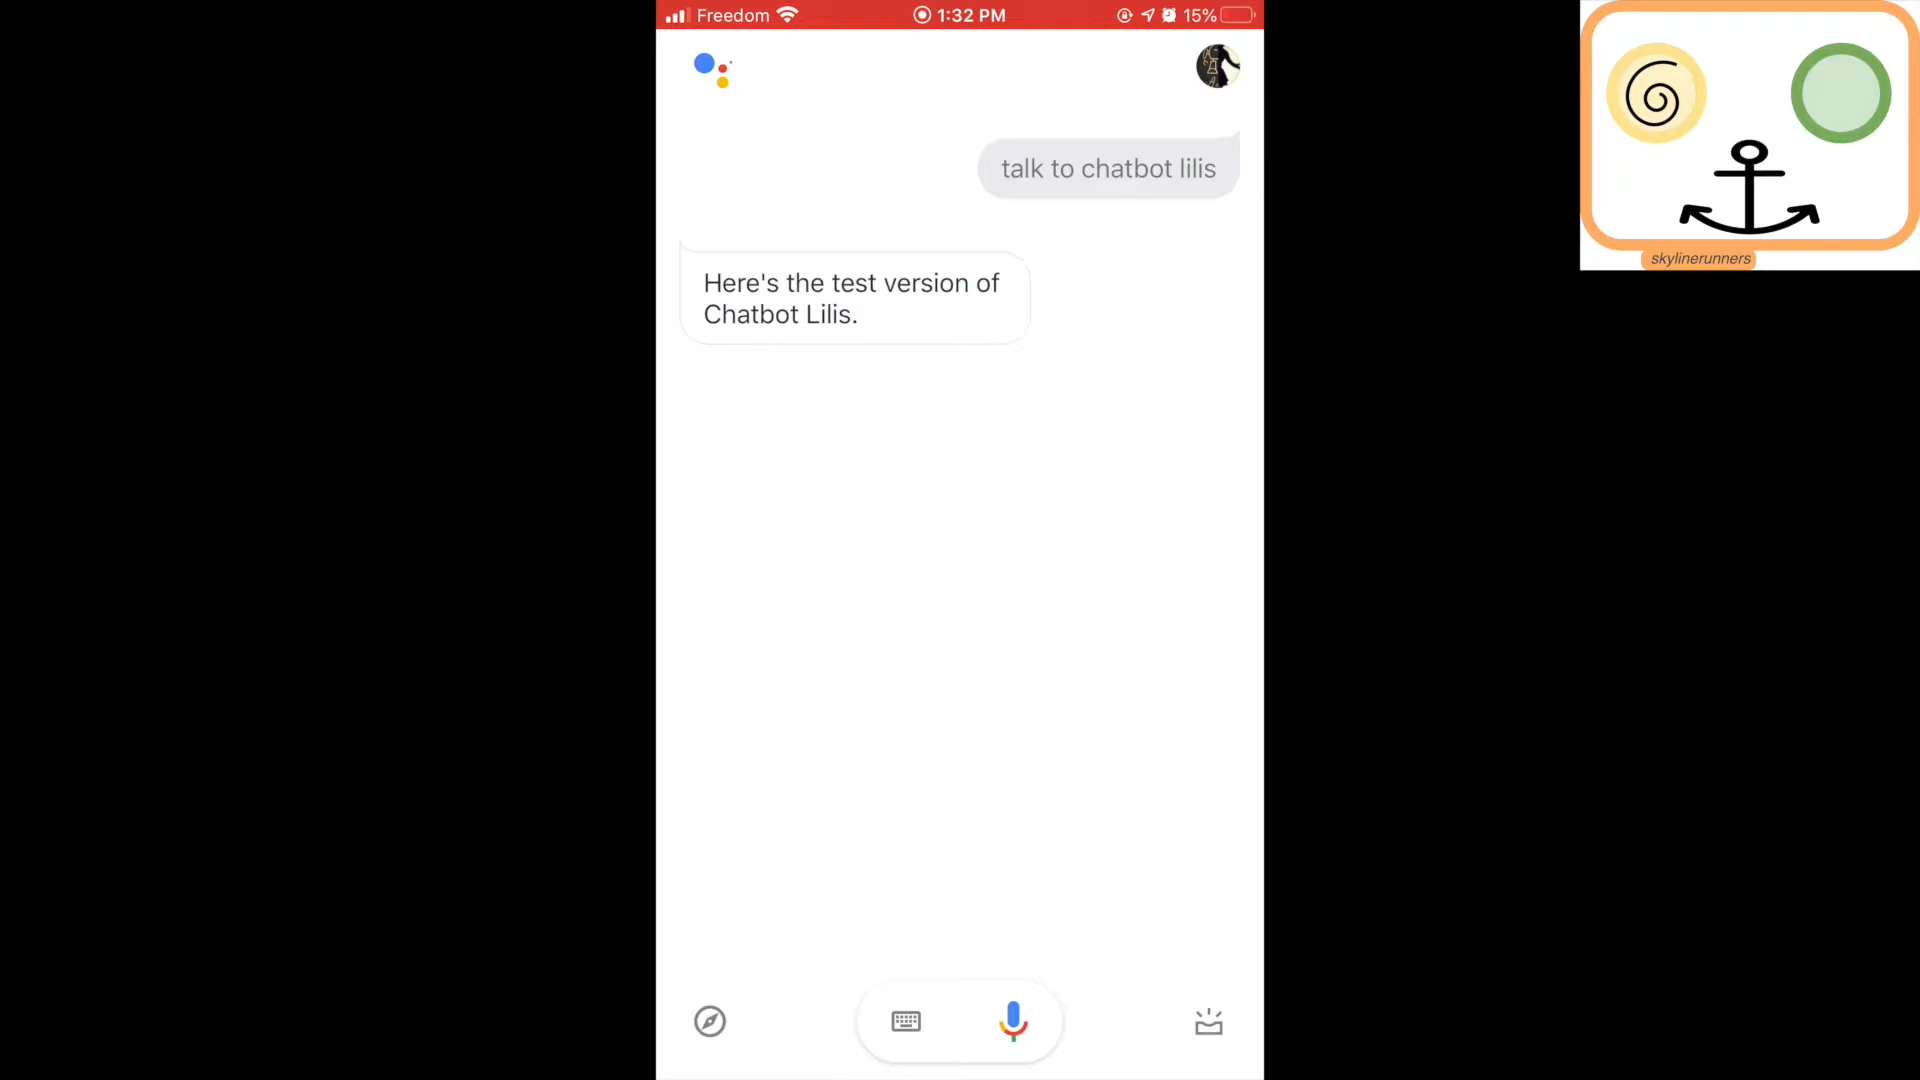 Freedom
1:32 PM
15%
talk to chatbot lilis
Here's the test version of
Chatbot Lilis.
skylinerunners